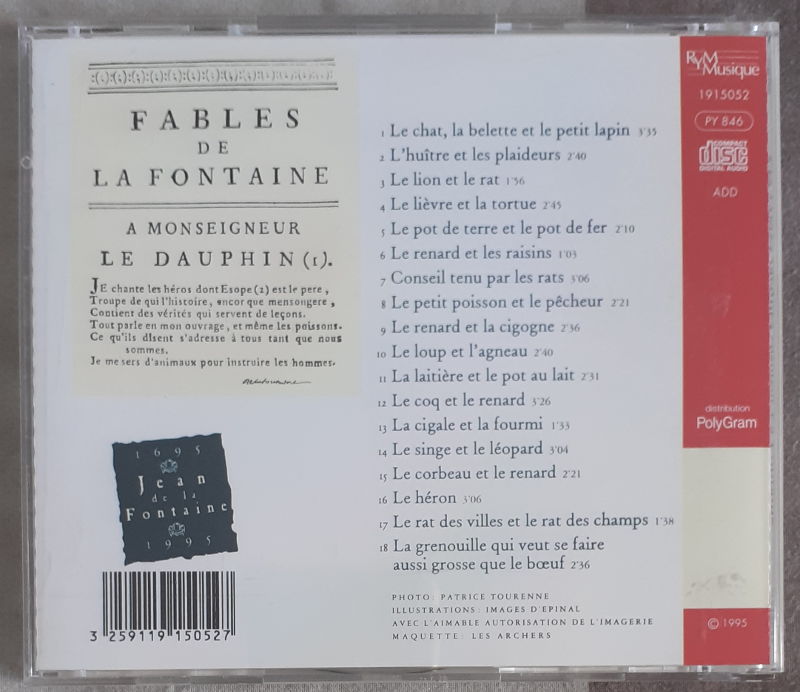 FABLES
DE
LA FONTAINE
A MONSEIGNEUR
LE DAUPHIN (1).
JE chante les héros dont Esope (2) est le pere,
Troupe de qui l'histoire, encor que mensongere,
Contient des vérités qui servent de leçons.
Tout parle en mon ouvrage, et même les poissons.
Ce qu'ils disent s'adresse à tous tant que nous
sommes.
Je me sers d'animaux pour instruire les hommes.
1695
Jean
de la
Fontaine
1995
3 259119 150527
1 Le chat, la belette et le petit lapin 3'35
2 L'huître et les plaideurs 2'40
3 Le lion et le rat 1'56
4 Le lièvre et la tortue 2'45
5 Le pot de terre et le pot de fer 2'10
6 Le renard et les raisins 1'03
7 Conseil tenu par les rats 3'06
8 Le petit poisson et le pêcheur 2'21
9 Le renard et la cigogne 2'36
10 Le loup et l'agneau 2'40
11 La laitière et le pot au lait 2'31
12 Le coq et le renard 3'26
13 La cigale et la fourmi 1'33
14 Le singe et le léopard 3'04
15 Le corbeau et le renard 2'21
16 Le héron 3'06
17 Le rat des villes et le rat des champs 1'38
18 La grenouille qui veut se faire
aussi grosse que le bœuf 2'36
PHOTO: PATRICE TOURENNE
ILLUSTRATIONS: IMAGES D'EPINAL
AVEC L'AIMABLE AUTORISATION DE L'IMAGERIE
MAQUETTE: LES ARCHERS
RYM
Musique
1915052
PY 846
COMPACT
disc
DIGITAL AUDIO
ADD
distribution
PolyGram
© 1995